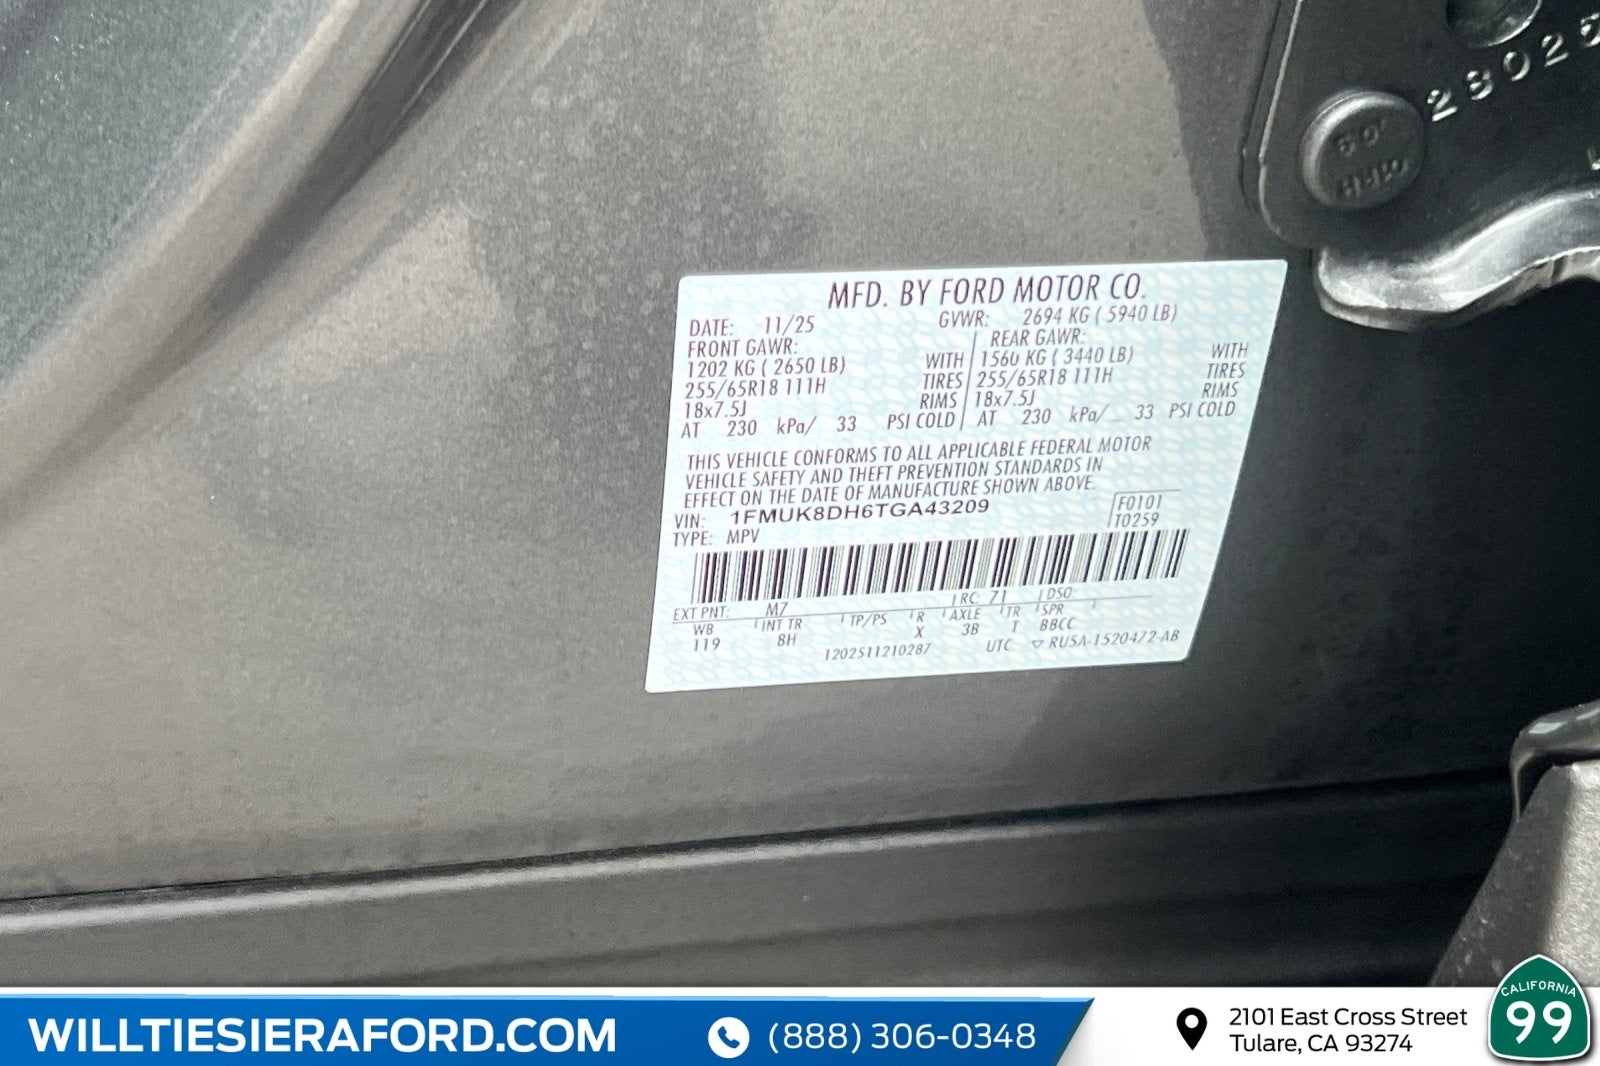 28025
MFD. BY FORD MOTOR CO.
DATE: 11/25 GVWR: 2694 KG ( 5940 LB)
FRONT GAWR: REAR GAWR:
1202 KG ( 2650 LB) WITH 1560 KG ( 3440 LB) WITH
255/65R18 111H TIRES 255/65R18 111H TIRES
18x7.5J RIMS 18x7.5J RIMS
AT 230 kPa/ 33 PSI COLD AT 230 kPa/ 33 PSI COLD
THIS VEHICLE CONFORMS TO ALL APPLICABLE FEDERAL MOTOR
VEHICLE SAFETY AND THEFT PREVENTION STANDARDS IN
EFFECT ON THE DATE OF MANUFACTURE SHOWN ABOVE
VIN: 1FMUK8DH6TGA43209 F0101
TYPE: MPV T0259
EXT PNT: M7 RC: 71 DSO:
WB INT TR TP/PS R AXLE TR SPR
119 8H X 3B T BBCC
1202511210287 UTC ▽ RU5A-1520472-AB
WILLTIESIERAFORD.COM
(888) 306-0348
2101 East Cross Street
Tulare, CA 93274
CALIFORNIA
99